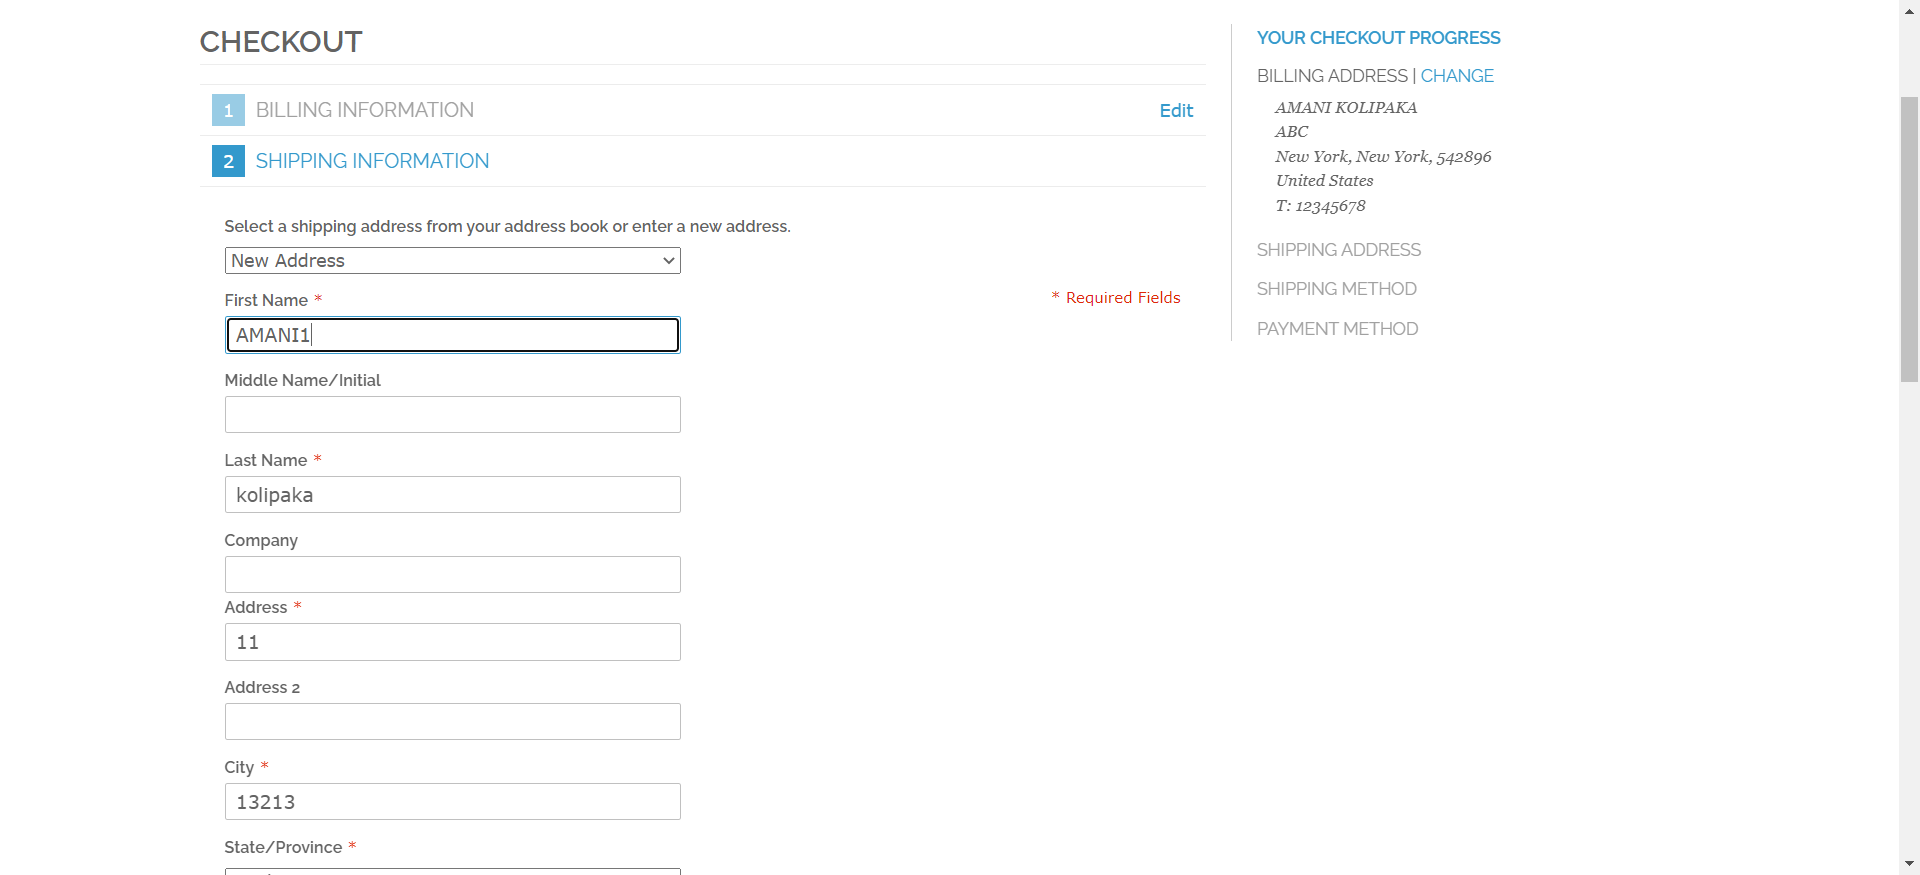 CHECKOUT
1 BILLING INFORMATION Edit
2 SHIPPING INFORMATION
Select a shipping address from your address book or enter a new address.
New Address
First Name *
* Required Fields
AMANI1
Middle Name/Initial
Last Name *
kolipaka
Company
Address *
11
Address 2
City *
13213
State/Province *
YOUR CHECKOUT PROGRESS
BILLING ADDRESS | CHANGE
AMANI KOLIPAKA
ABC
New York, New York, 542896
United States
T: 12345678
SHIPPING ADDRESS
SHIPPING METHOD
PAYMENT METHOD